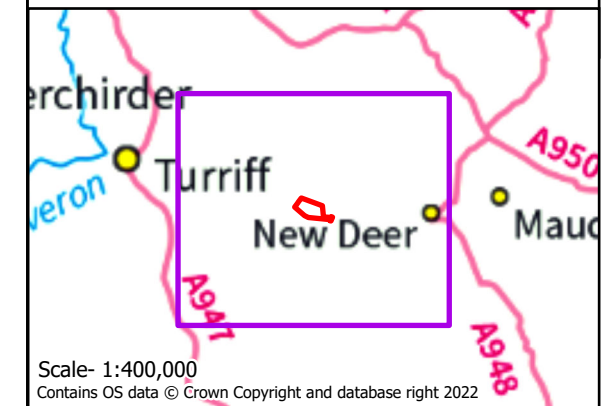 erchirder
A
A950
Turriff
veron
New Deer
Maud
A947
A948
Scale- 1:400,000
Contains OS data © Crown Copyright and database right 2022